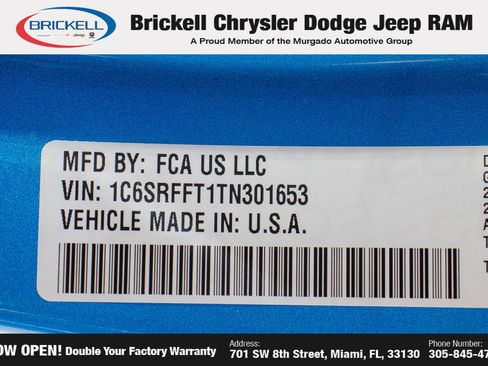 BRICKELL
Jeep
Brickell Chrysler Dodge Jeep RAM
A Proud Member of the Murgado Automotive Group
MFD BY: FCA US LLC
VIN: 1C6SRFFT1TN301653
VEHICLE MADE IN: U.S.A.
OW OPEN! Double Your Factory Warranty
Address:
701 SW 8th Street, Miami, FL, 33130
Phone Number:
305-845-47